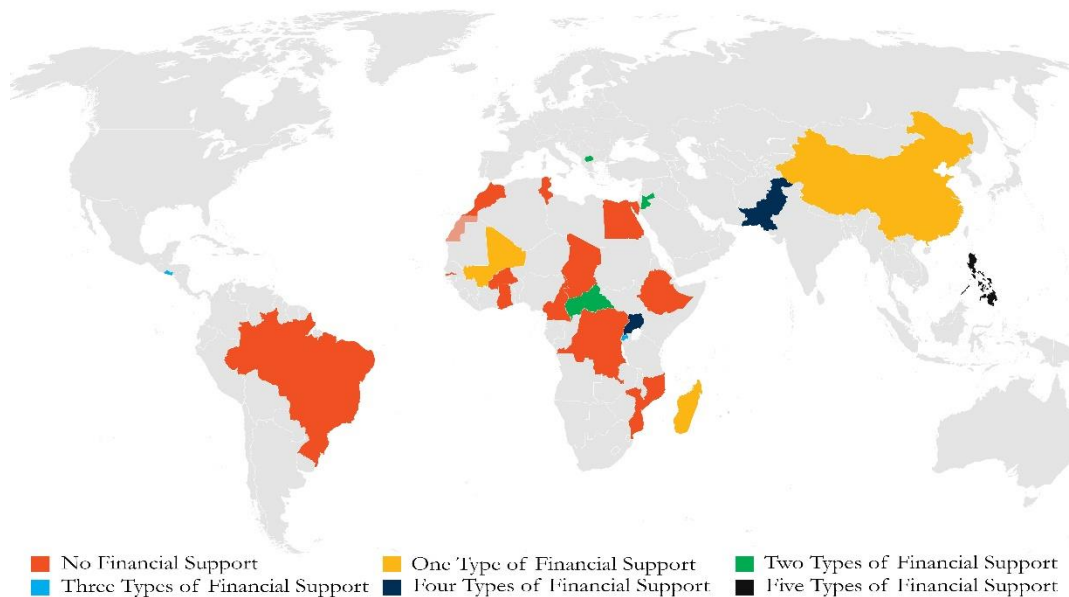 No Financial Support
One Type of Financial Support
Two Types of Financial Support
Three Types of Financial Support
Four Types of Financial Support
Five Types of Financial Support